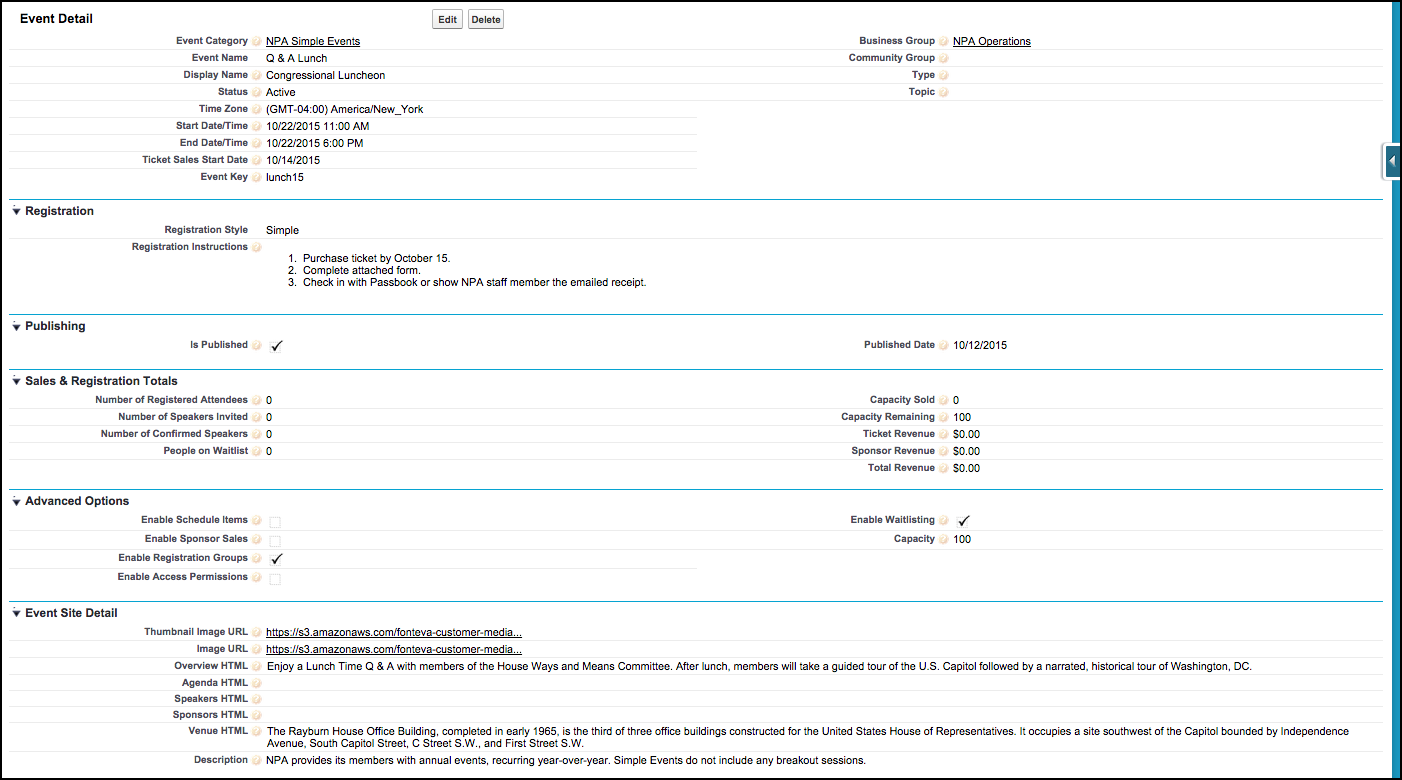 Event Detail Edit Delete
Event Category ? NPA Simple Events Business Group ? NPA Operations
Event Name Q & A Lunch Community Group ?
Display Name ? Congressional Luncheon Type ?
Status ? Active Topic ?
Time Zone ? (GMT-04:00) America/New_York
Start Date/Time ? 10/22/2015 11:00 AM
End Date/Time ? 10/22/2015 6:00 PM
Ticket Sales Start Date ? 10/14/2015
Event Key ? lunch15
Registration
Registration Style Simple
Registration Instructions ?
1. Purchase ticket by October 15.
2. Complete attached form.
3. Check in with Passbook or show NPA staff member the emailed receipt.
Publishing
Is Published ? Published Date ? 10/12/2015
Sales & Registration Totals
Number of Registered Attendees ? 0 Capacity Sold ? 0
Number of Speakers Invited ? 0 Capacity Remaining ? 100
Number of Confirmed Speakers ? 0 Ticket Revenue ? $0.00
People on Waitlist ? 0 Sponsor Revenue ? $0.00
Total Revenue ? $0.00
Advanced Options
Enable Schedule Items ? Enable Waitlisting ?
Enable Sponsor Sales ? Capacity ? 100
Enable Registration Groups ?
Enable Access Permissions ?
Event Site Detail
Thumbnail Image URL ? https://s3.amazonaws.com/fonteva-customer-media...
Image URL ? https://s3.amazonaws.com/fonteva-customer-media...
Overview HTML ? Enjoy a Lunch Time Q & A with members of the House Ways and Means Committee. After lunch, members will take a guided tour of the U.S. Capitol followed by a narrated, historical tour of Washington, DC.
Agenda HTML ?
Speakers HTML ?
Sponsors HTML ?
Venue HTML ? The Rayburn House Office Building, completed in early 1965, is the third of three office buildings constructed for the United States House of Representatives. It occupies a site southwest of the Capitol bounded by Independence
Avenue, South Capitol Street, C Street S.W., and First Street S.W.
Description ? NPA provides its members with annual events, recurring year-over-year. Simple Events do not include any breakout sessions.